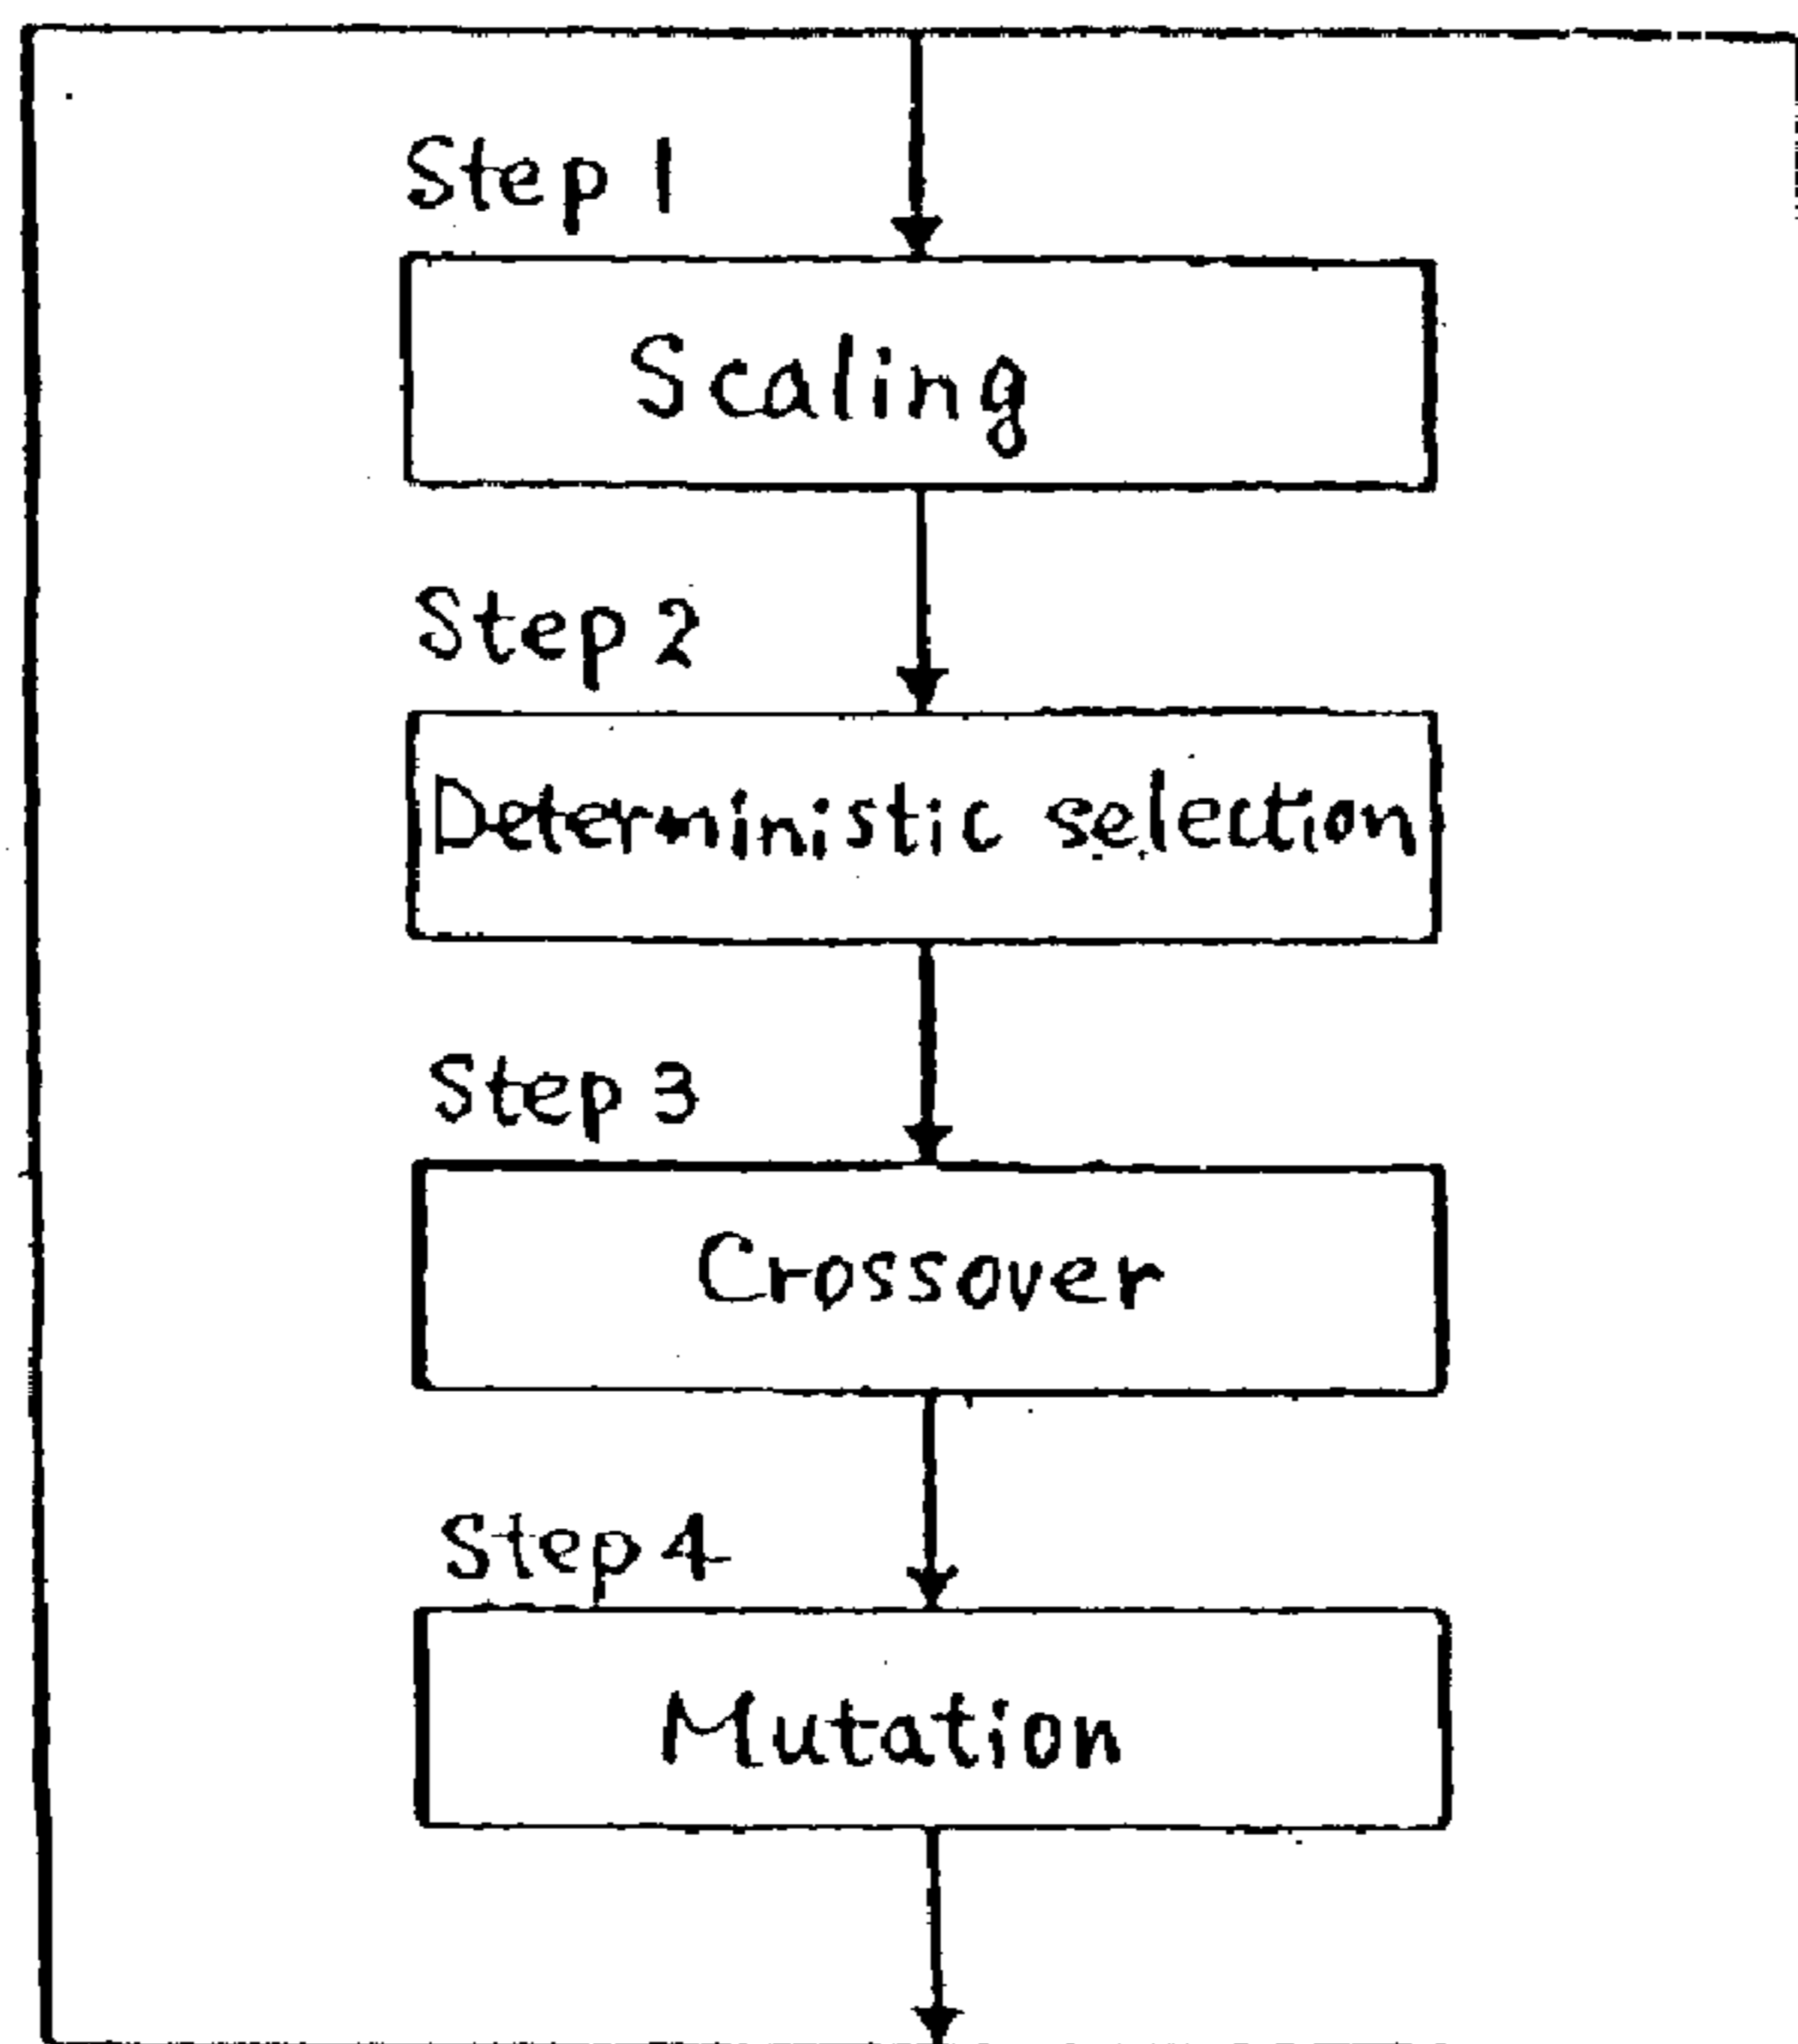 Step 1
Scaling
Step 2
Deterministic selection
Step 3
Crossover
Step 4
Mutation